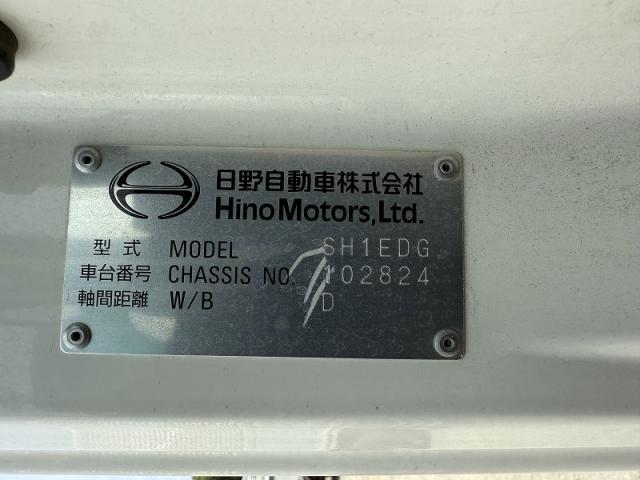 日野自動車株式会社
Hino Motors, Ltd.
型式 MODEL SH1EDG
車台番号 CHASSIS NO. 102824
軸間距離 W/B D